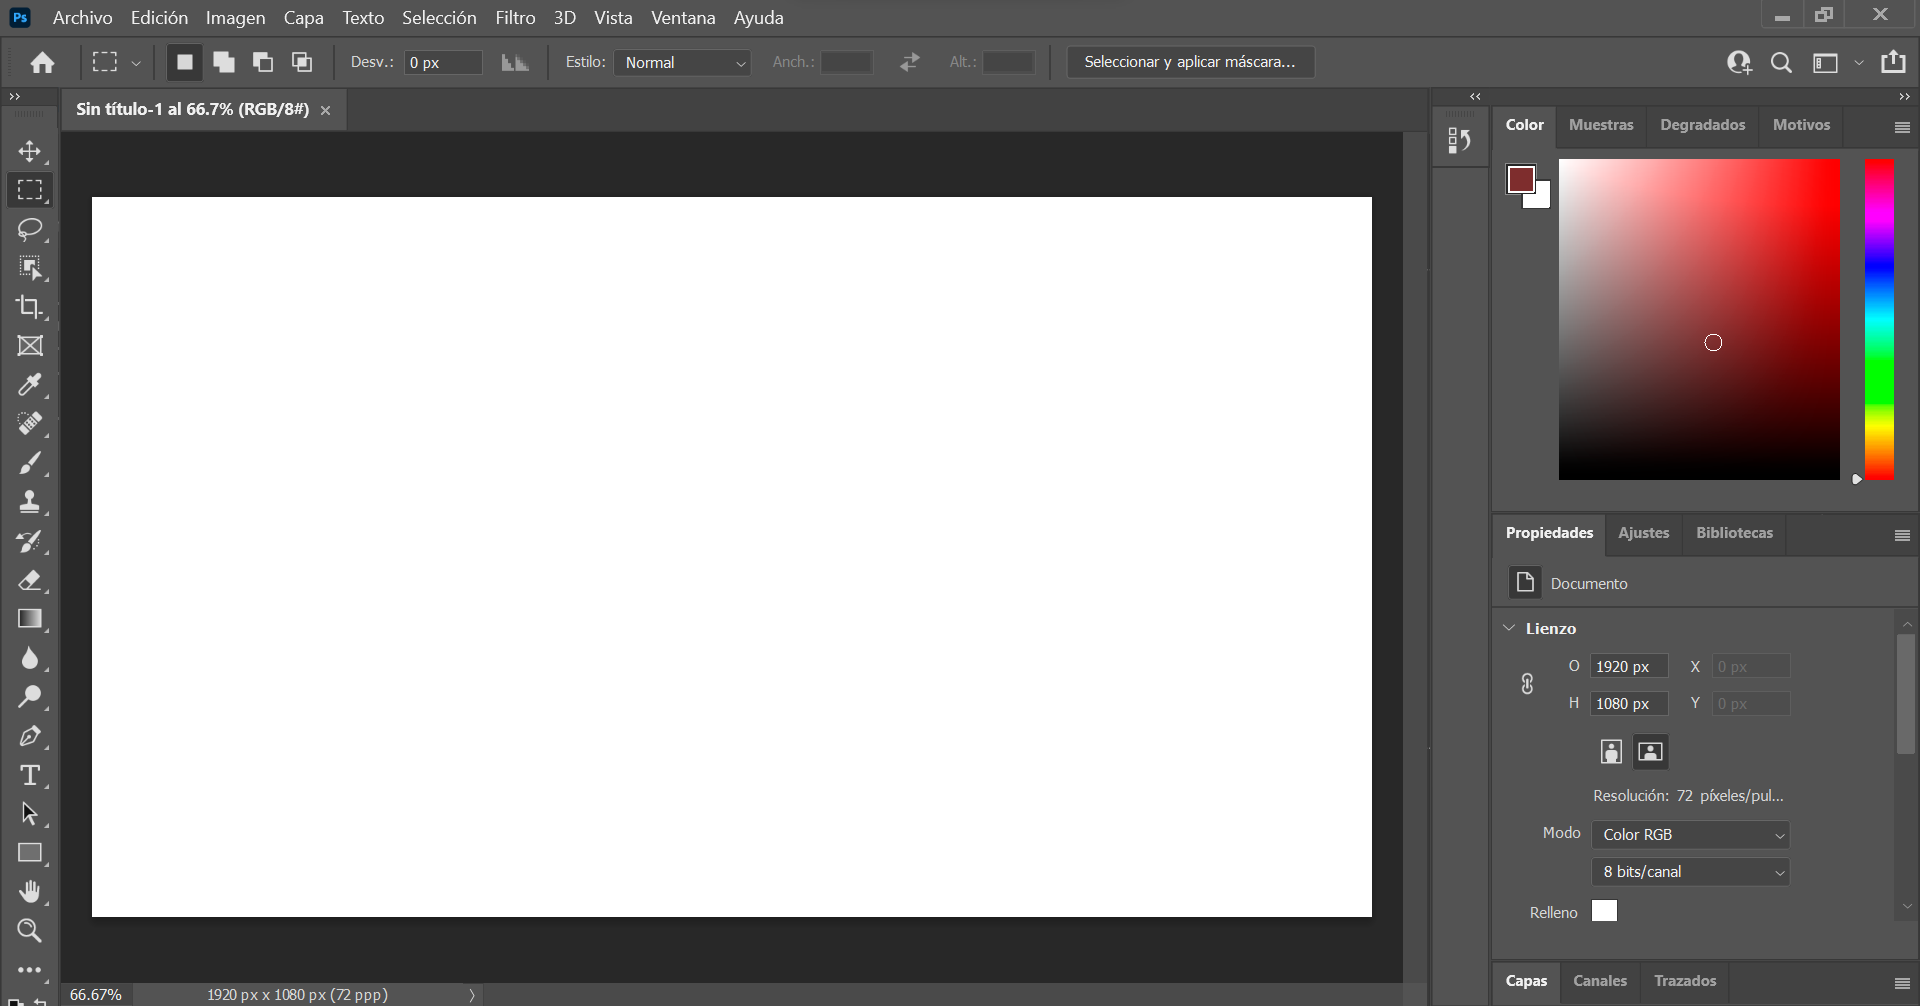 Ps Archivo Edición Imagen Capa Texto Selección Filtro 3D Vista Ventana Ayuda
Desv.: 0 px Estilo: Normal Anch.: Alt.: Seleccionar y aplicar máscara...
Sin título-1 al 66.7% (RGB/8#)
Color Muestras Degradados Motivos
Propiedades Ajustes Bibliotecas
Documento
Lienzo
O 1920 px X 0 px
H 1080 px Y 0 px
Resolución: 72 píxeles/pul...
Modo Color RGB
8 bits/canal
Relleno
Capas Canales Trazados
66.67% 1920 px x 1080 px (72 ppp)